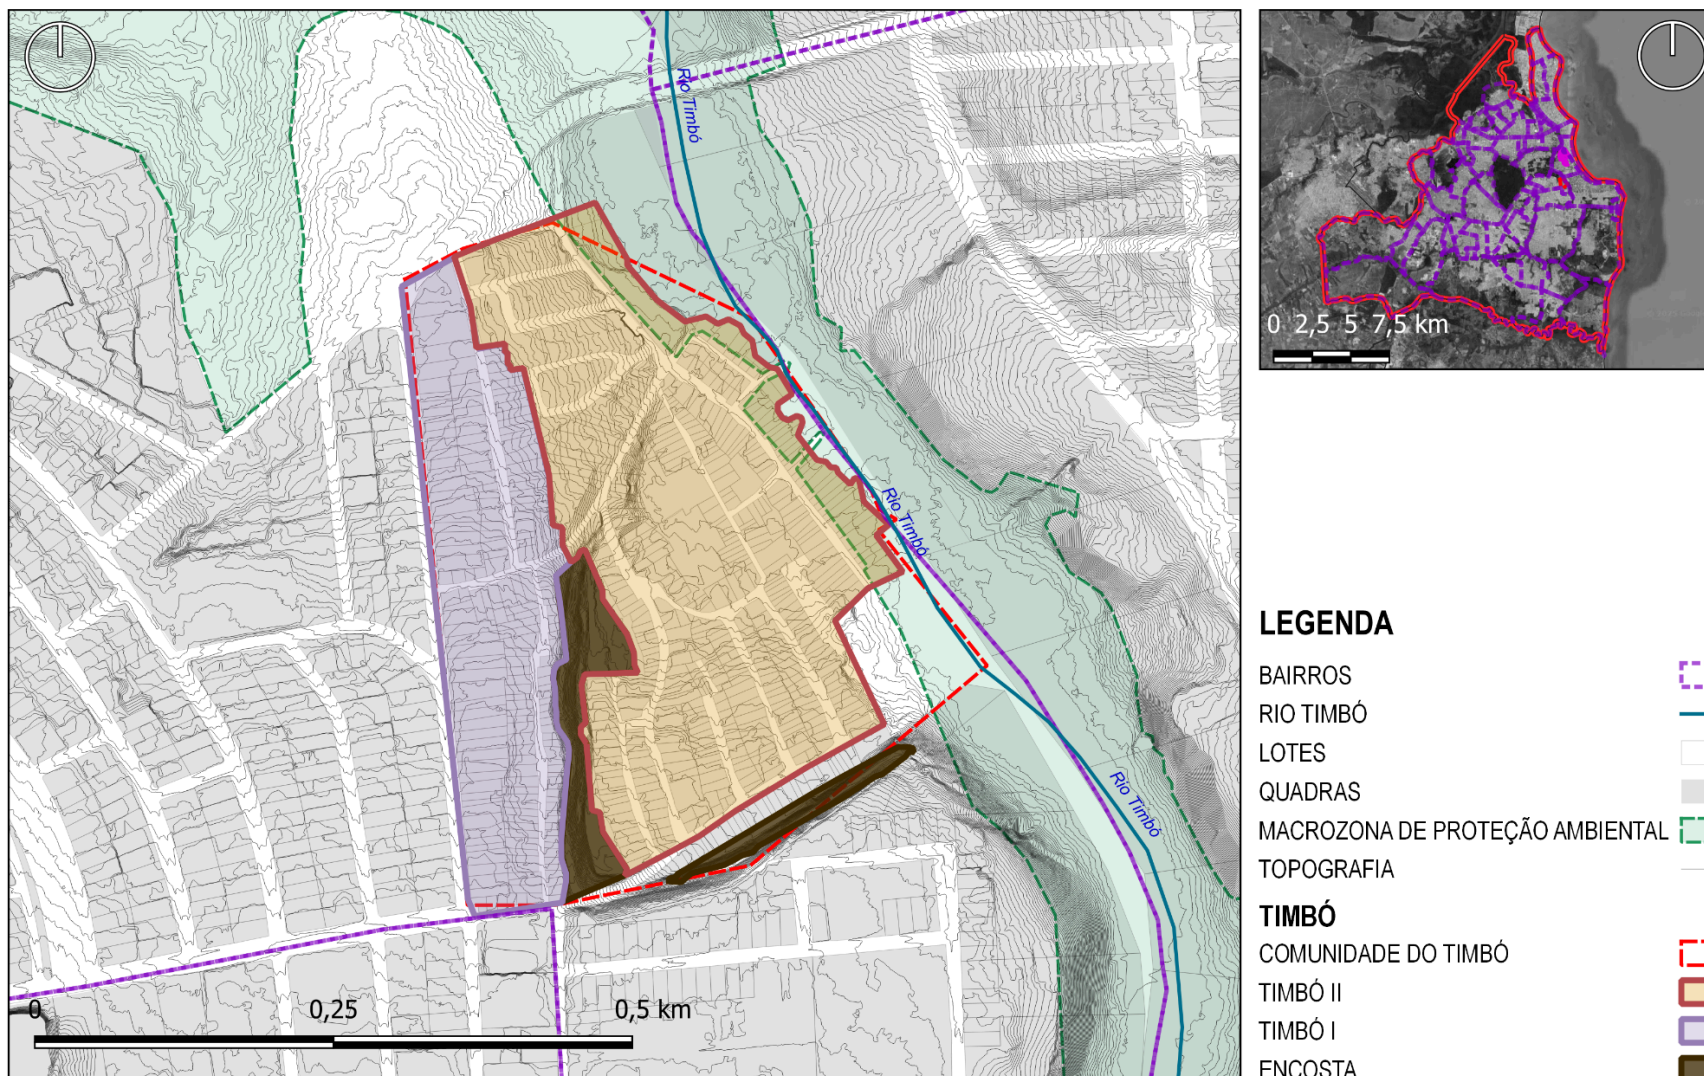 Rio Timbó
Rio Timbó
Rio Timbó
0 0,25 0,5 km
0 2,5 5 7,5 km
LEGENDA
BAIRROS
RIO TIMBÓ
LOTES
QUADRAS
MACROZONA DE PROTEÇÃO AMBIENTAL
TOPOGRAFIA
TIMBÓ
COMUNIDADE DO TIMBÓ
TIMBÓ II
TIMBÓ I
ENCOSTA